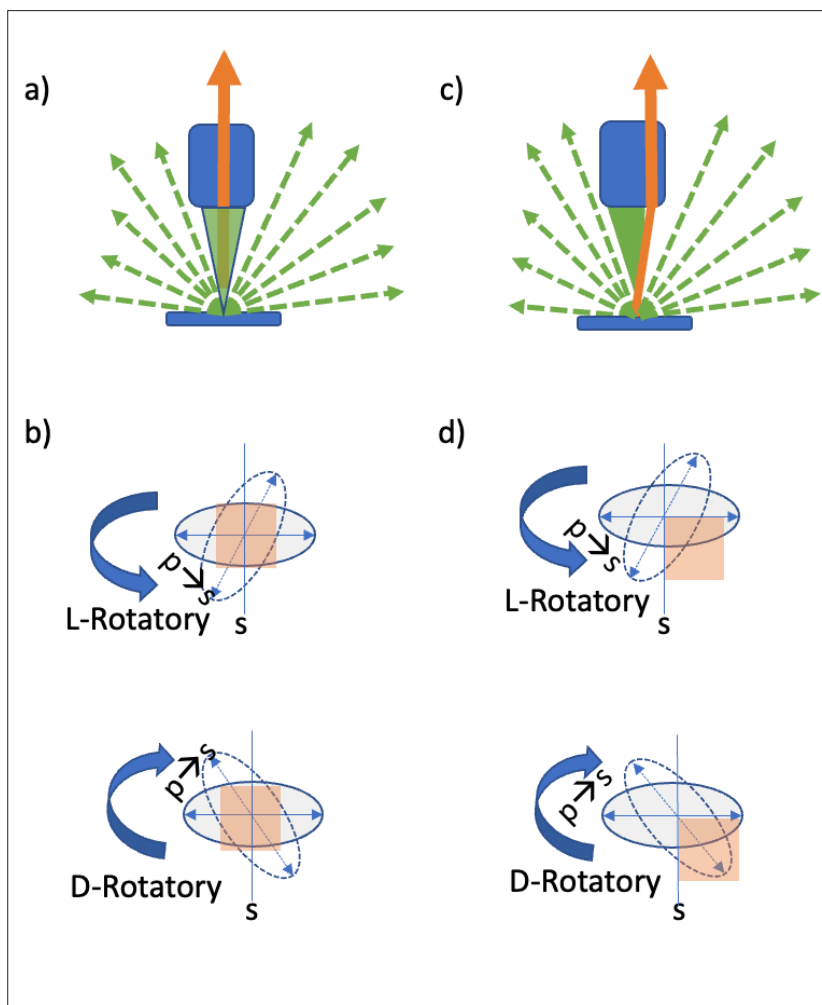 a)
c)
b)
d)
p→s
L-Rotatory
s
p→s
L-Rotatory
s
p→s
D-Rotatory
s
p→s
D-Rotatory
s